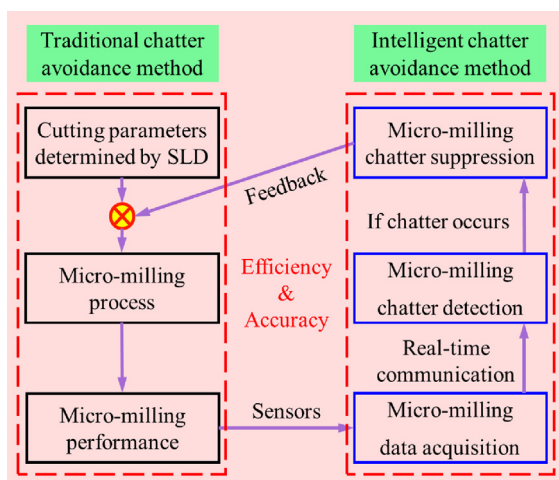 Traditional chatter
avoidance method
Intelligent chatter
avoidance method
Cutting parameters
determined by SLD
Micro-milling
chatter suppression
Feedback
If chatter occurs
Micro-milling
process
Efficiency
&
Accuracy
Micro-milling
chatter detection
Real-time
communication
Micro-milling
performance
Sensors
Micro-milling
data acquisition